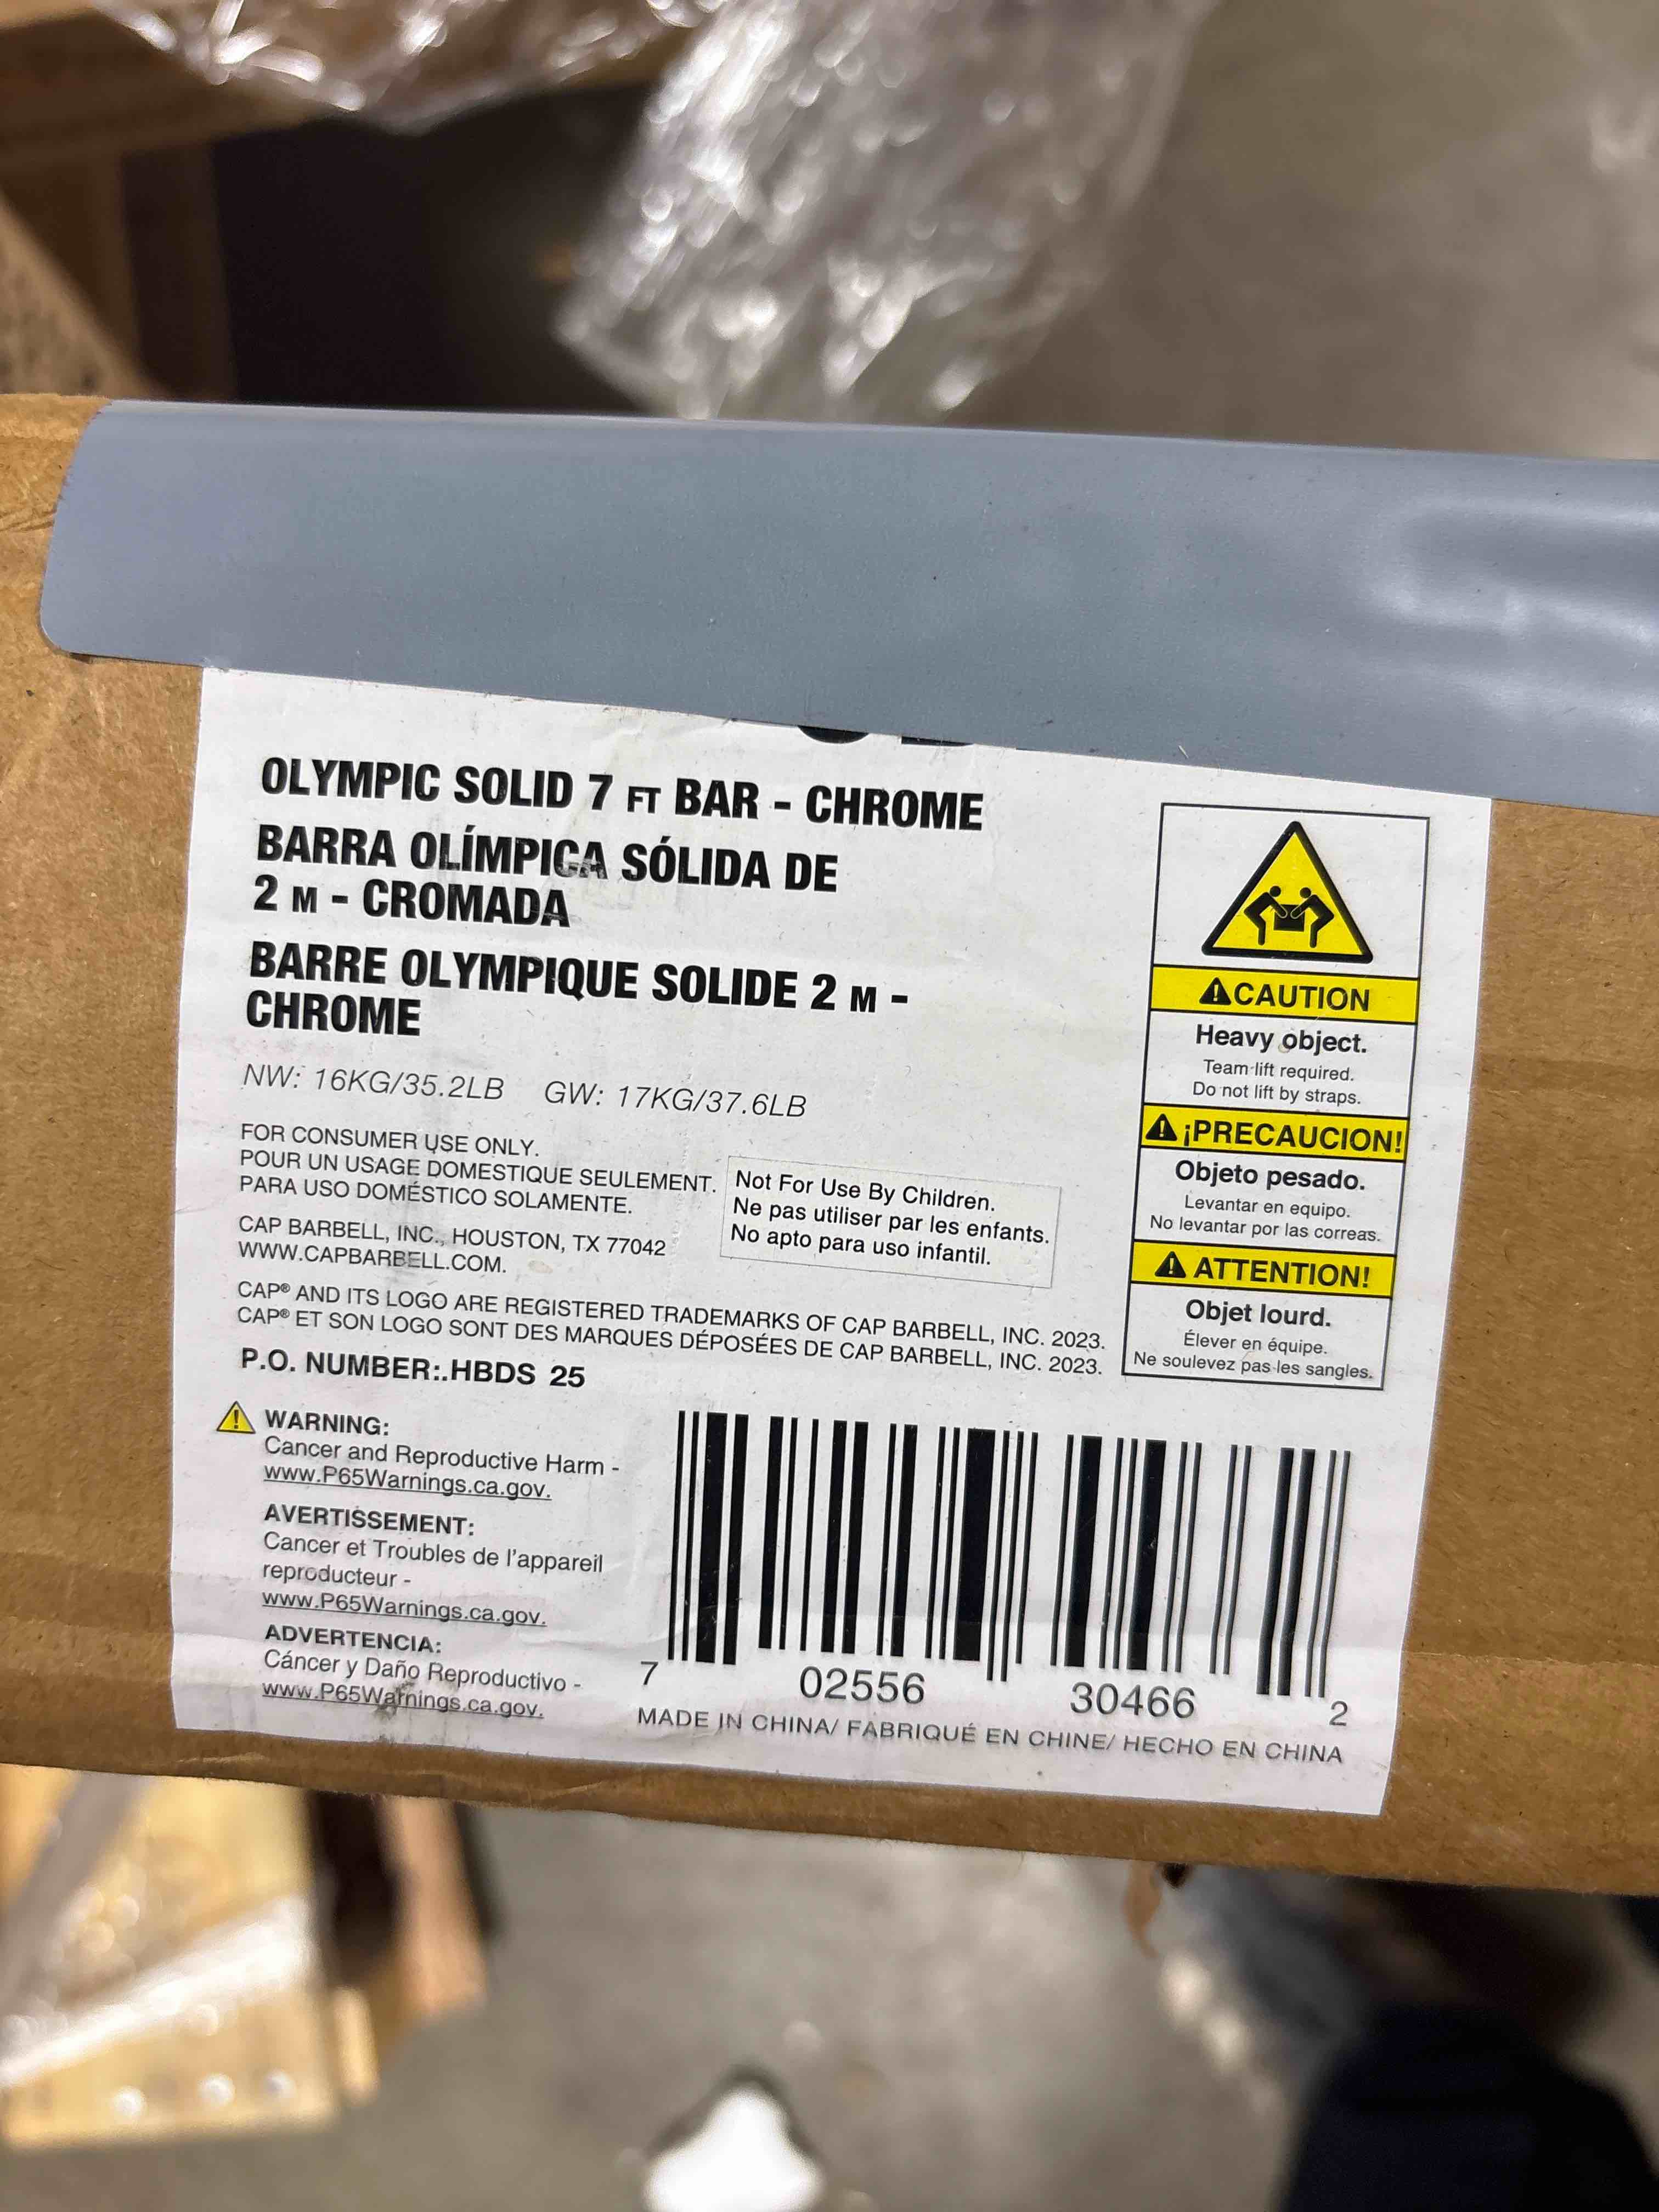 OLYMPIC SOLID 7 FT BAR - CHROME
BARRA OLÍMPICA SÓLIDA DE
2 M - CROMADA
BARRE OLYMPIQUE SOLIDE 2 M -
CHROME
NW: 16KG/35.2LB GW: 17KG/37.6LB
FOR CONSUMER USE ONLY.
POUR UN USAGE DOMESTIQUE SEULEMENT.
PARA USO DOMÉSTICO SOLAMENTE.
Not For Use By Children.
Ne pas utiliser par les enfants.
No apto para uso infantil.
CAP BARBELL, INC., HOUSTON, TX 77042
WWW.CAPBARBELL.COM.
CAP® AND ITS LOGO ARE REGISTERED TRADEMARKS OF CAP BARBELL, INC. 2023.
CAP® ET SON LOGO SONT DES MARQUES DÉPOSÉES DE CAP BARBELL, INC. 2023.
P.O. NUMBER:.HBDS 25
WARNING:
Cancer and Reproductive Harm -
www.P65Warnings.ca.gov.
AVERTISSEMENT:
Cancer et Troubles de l'appareil
reproducteur -
www.P65Warnings.ca.gov.
ADVERTENCIA:
Cáncer y Daño Reproductivo -
www.P65Warnings.ca.gov.
7 02556 30466 2
MADE IN CHINA/ FABRIQUÉ EN CHINE/ HECHO EN CHINA
CAUTION
Heavy object.
Team lift required.
Do not lift by straps.
¡PRECAUCION!
Objeto pesado.
Levantar en equipo.
No levantar por las correas.
ATTENTION!
Objet lourd.
Élever en équipe.
Ne soulevez pas les sangles.